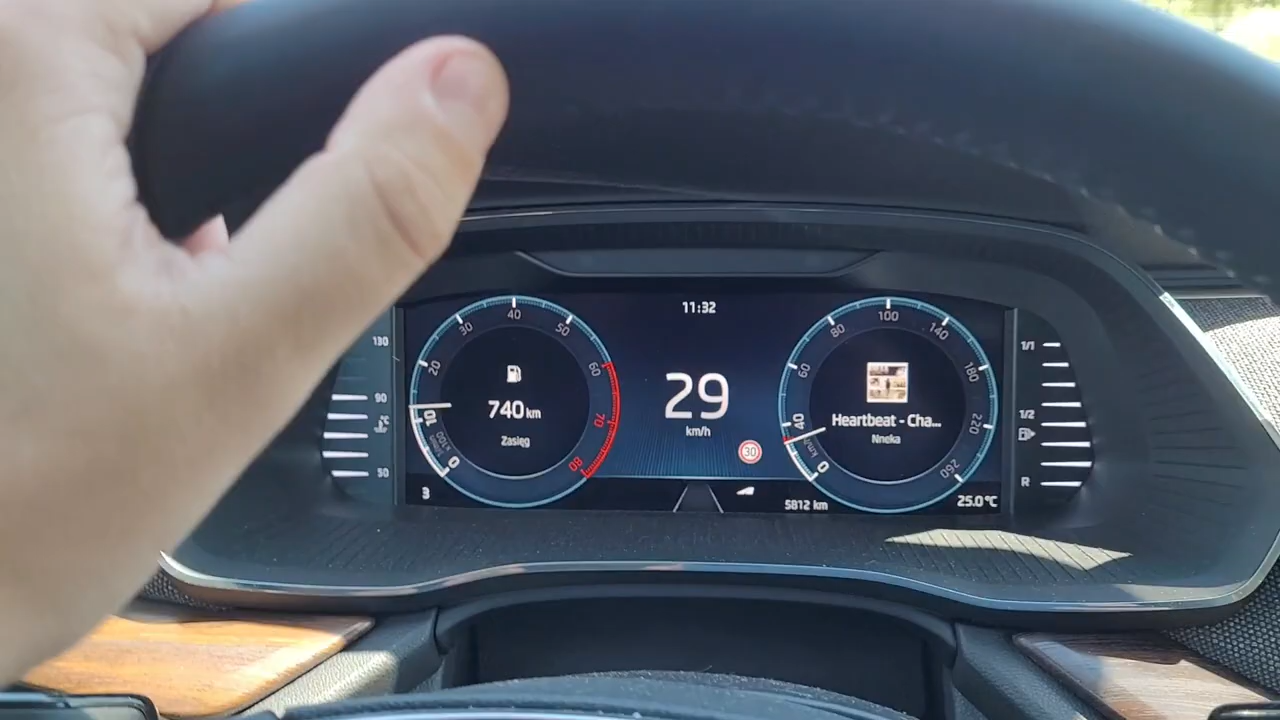 11:32
130
90
°C
50
0
10
20
30
40
50
60
70
80
740 km
Zasięg
3
29
km/h
30
5812 km
0
40
60
80
100
140
180
220
260
km/h
Heartbeat - Cha...
Nneka
25.0 °C
1/1
1/2
R